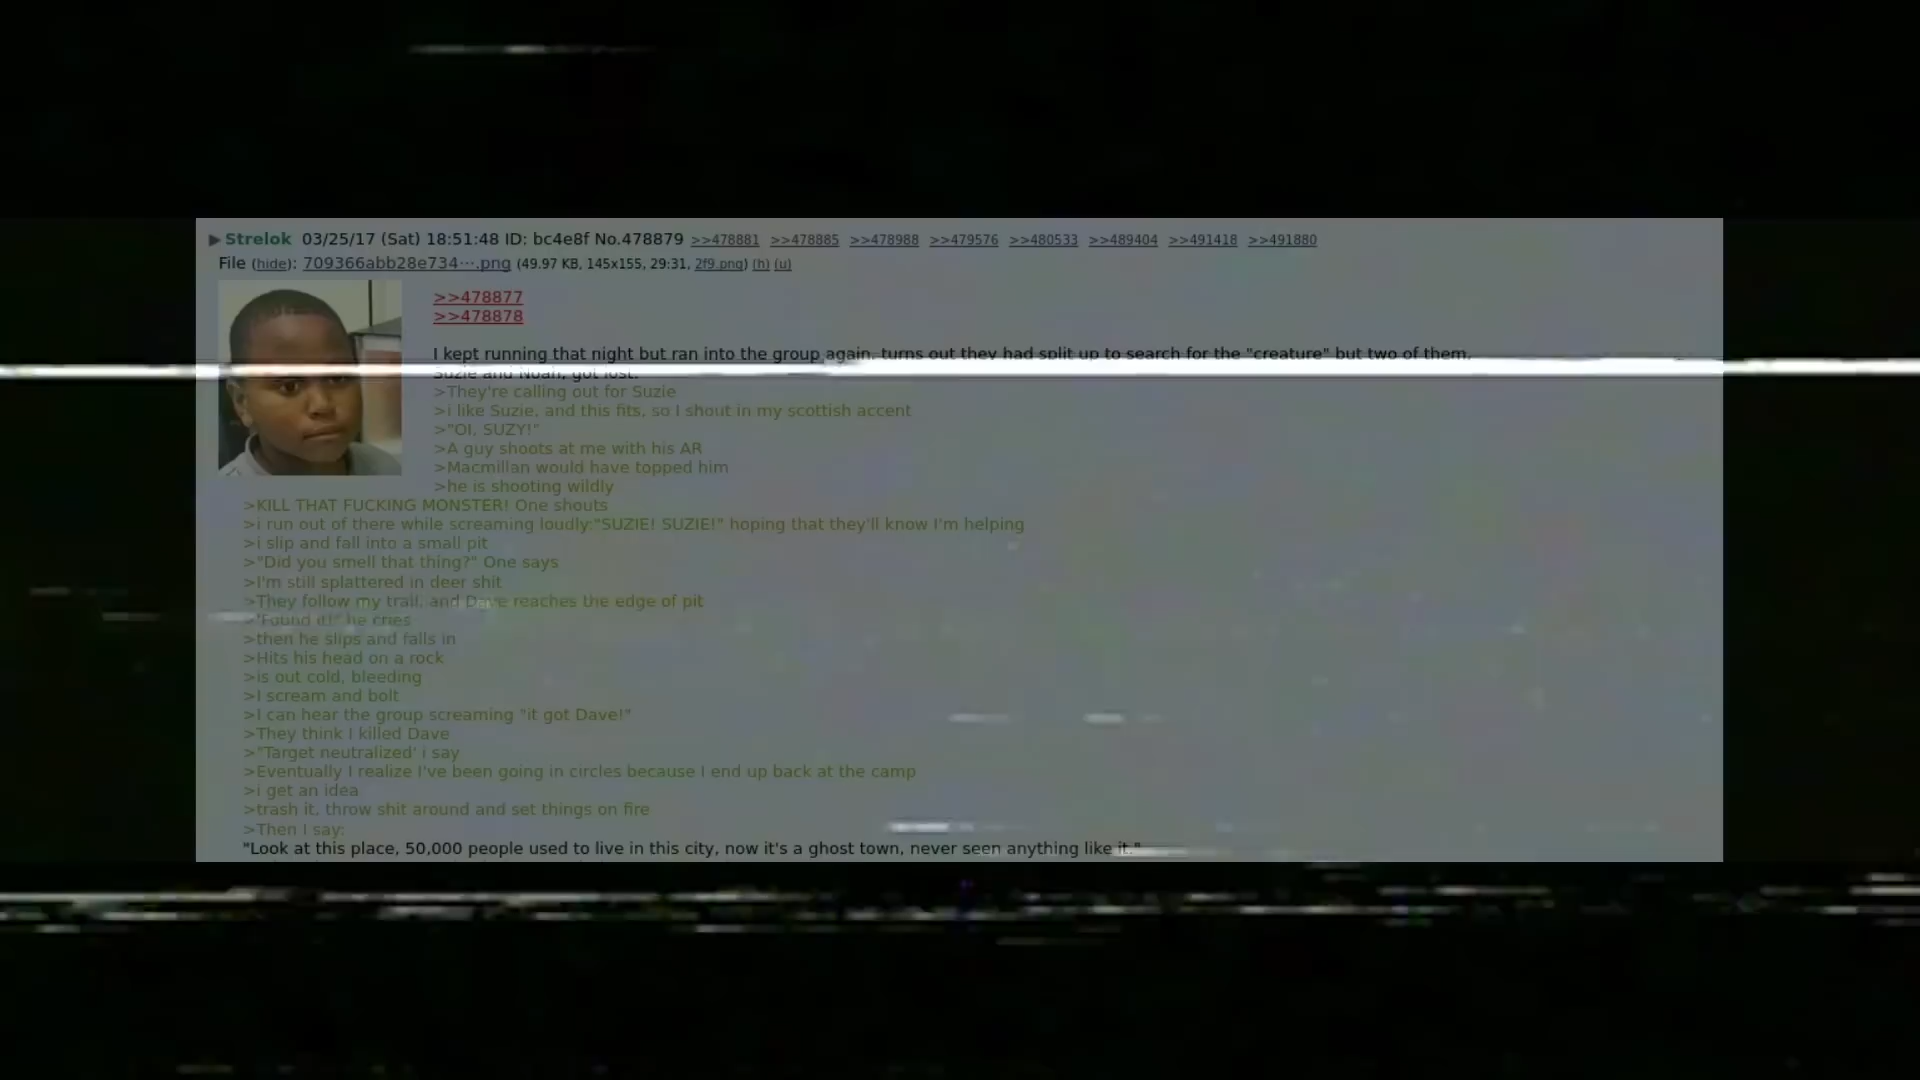 ▶ Strelok 03/25/17 (Sat) 18:51:48 ID: bc4e8f No.478879 >>478881 >>478885 >>478988 >>479576 >>480533 >>489404 >>491418 >>491880
File (hide): 709366abb28e734···.png (49.97 KB, 145x155, 29:31, 2f9.png) (h) (u)
>>478877
>>478878
I kept running that night but ran into the group again, turns out they had split up to search for the "creature" but two of them,
Suzie and Noah, got lost.
>They're calling out for Suzie
>i like Suzie, and this fits, so I shout in my scottish accent
>"OI, SUZY!"
>A guy shoots at me with his AR
>Macmillan would have topped him
>he is shooting wildly
>KILL THAT FUCKING MONSTER! One shouts
>i run out of there while screaming loudly:"SUZIE! SUZIE!" hoping that they'll know I'm helping
>i slip and fall into a small pit
>"Did you smell that thing?" One says
>I'm still splattered in deer shit
>They follow my trail, and Dave reaches the edge of pit
>"Found it!" he cries
>then he slips and falls in
>Hits his head on a rock
>is out cold, bleeding
>I scream and bolt
>I can hear the group screaming "it got Dave!"
>They think I killed Dave
>"Target neutralized' i say
>Eventually I realize I've been going in circles because I end up back at the camp
>i get an idea
>trash it, throw shit around and set things on fire
>Then I say:
"Look at this place, 50,000 people used to live in this city, now it's a ghost town, never seen anything like it."